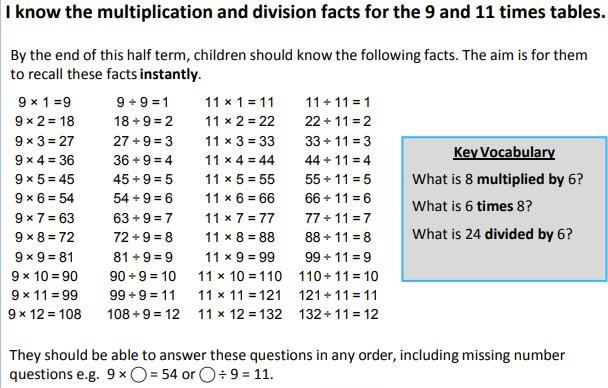 I know the multiplication and division facts for the 9 and 11 times tables.
By the end of this half term, children should know the following facts. The aim is for them
to recall these facts instantly.
9 × 1 =9 9 ÷ 9 =1 11 × 1 = 11 11 ÷ 11 = 1
9 × 2 = 18 18 ÷ 9 = 2 11 × 2 = 22 22 ÷ 11 = 2
9 × 3 = 27 27 ÷ 9 = 3 11 × 3 = 33 33 ÷ 11 = 3
9 × 4 = 36 36 ÷ 9 = 4 11 × 4 = 44 44 ÷ 11 = 4
9 × 5 = 45 45 ÷ 9 = 5 11 × 5 = 55 55 ÷ 11 = 5
9 × 6 = 54 54 ÷ 9 = 6 11 × 6 = 66 66 ÷ 11 = 6
9 × 7 = 63 63 ÷ 9 = 7 11 × 7 = 77 77 ÷ 11 = 7
9 × 8 = 72 72 ÷ 9 = 8 11 × 8 = 88 88 ÷ 11 = 8
9 × 9 = 81 81 ÷ 9 = 9 11 × 9 = 99 99 ÷ 11 = 9
9 × 10 = 90 90 ÷ 9 = 10 11 × 10 = 110 110 ÷ 11 = 10
9 × 11 = 99 99 ÷ 9 = 11 11 × 11 = 121 121 ÷ 11 = 11
9 × 12 = 108 108 ÷ 9 = 12 11 × 12 = 132 132 ÷ 11 = 12
Key Vocabulary
What is 8 multiplied by 6?
What is 6 times 8?
What is 24 divided by 6?
They should be able to answer these questions in any order, including missing number
questions e.g. 9 × ◯ = 54 or ◯ ÷ 9 = 11.